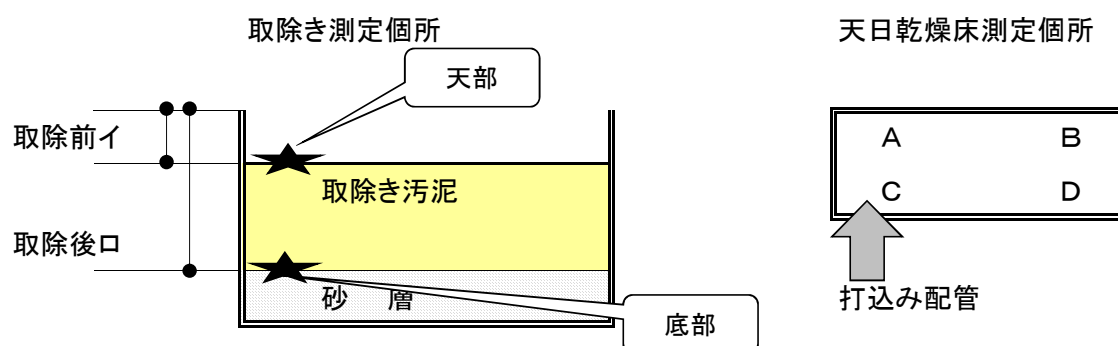 取除き測定個所
天日乾燥床測定個所
天部
取除前イ
取除き汚泥
A B
C D
取除後ロ
砂 層
打込み配管
底部